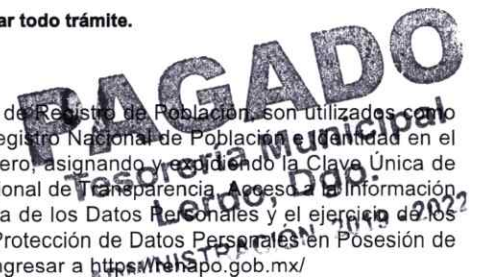 ar todo trámite.
PAGADO
Tesorería Municipal
Lerdo, Dgo.
ADMINISTRACIÓN 2019 - 2022
de Registro de Población, son utilizados como
egistro Nacional de Población e Identidad en el
ero, asignando y expidiendo la Clave Única de
ional de Transparencia, Acceso a la Información
a de los Datos Personales y el ejercicio de los
Protección de Datos Personales en Posesión de
ngresar a https://renapo.gob.mx/